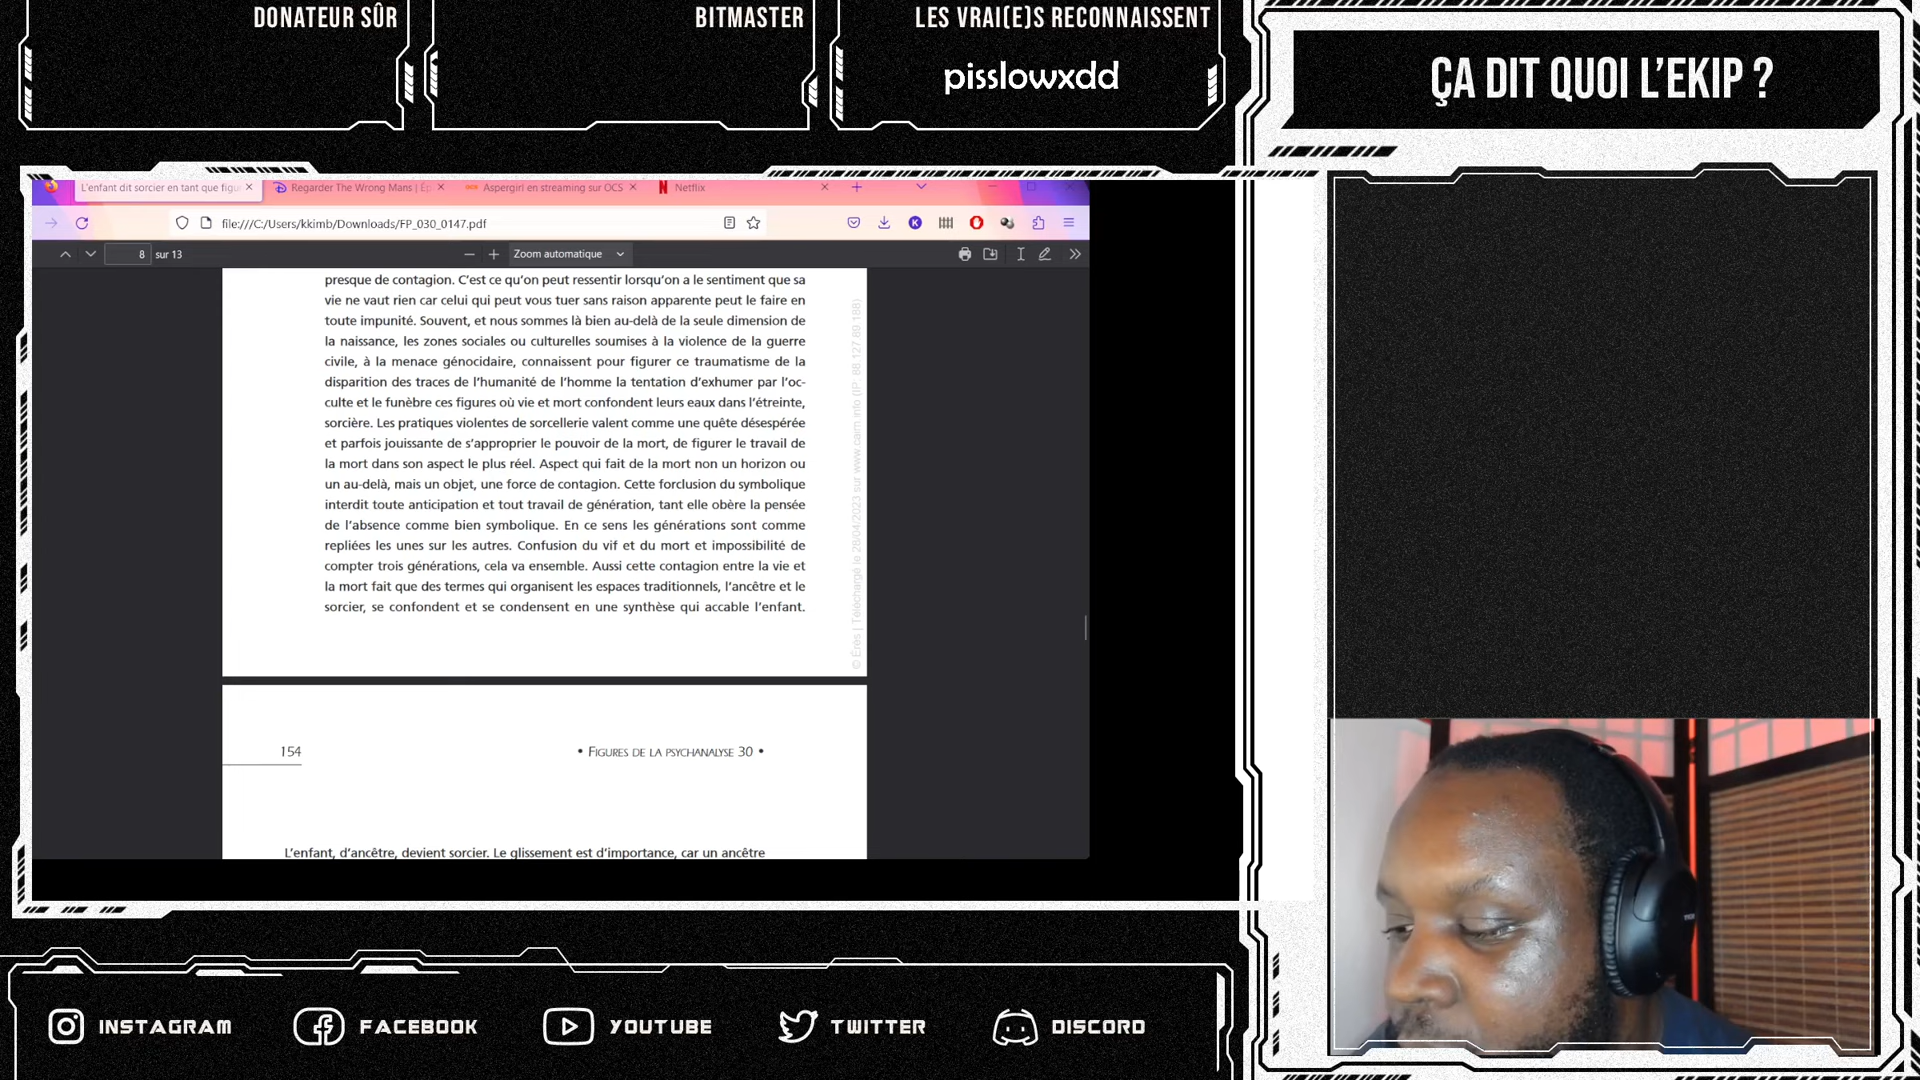 DONATEUR SÛR
BITMASTER
LES VRAI(E)S RECONNAISSENT
pisslowxdd
ÇA DIT QUOI L'EKIP ?
L'enfant dit sorcier en tant que figu
Regarder The Wrong Mans | Ép
Aspergirl en streaming sur OCS
Netflix
file:///C:/Users/kkimb/Downloads/FP_030_0147.pdf
8 sur 13
Zoom automatique
presque de contagion. C'est ce qu'on peut ressentir lorsqu'on a le sentiment que sa
vie ne vaut rien car celui qui peut vous tuer sans raison apparente peut le faire en
toute impunité. Souvent, et nous sommes là bien au-delà de la seule dimension de
la naissance, les zones sociales ou culturelles soumises à la violence de la guerre
civile, à la menace génocidaire, connaissent pour figurer ce traumatisme de la
disparition des traces de l'humanité de l'homme la tentation d'exhumer par l'oc-
culte et le funèbre ces figures où vie et mort confondent leurs eaux dans l'étreinte,
sorcière. Les pratiques violentes de sorcellerie valent comme une quête désespérée
et parfois jouissante de s'approprier le pouvoir de la mort, de figurer le travail de
la mort dans son aspect le plus réel. Aspect qui fait de la mort non un horizon ou
un au-delà, mais un objet, une force de contagion. Cette forclusion du symbolique
interdit toute anticipation et tout travail de génération, tant elle obère la pensée
de l'absence comme bien symbolique. En ce sens les générations sont comme
repliées les unes sur les autres. Confusion du vif et du mort et impossibilité de
compter trois générations, cela va ensemble. Aussi cette contagion entre la vie et
la mort fait que des termes qui organisent les espaces traditionnels, l'ancêtre et le
sorcier, se confondent et se condensent en une synthèse qui accable l'enfant.
© Érès | Téléchargé le 28/04/2023 sur www.cairn.info (IP: 88.127.69.188)
154
• FIGURES DE LA PSYCHANALYSE 30 •
L'enfant, d'ancêtre, devient sorcier. Le glissement est d'importance, car un ancêtre
INSTAGRAM
FACEBOOK
YOUTUBE
TWITTER
DISCORD